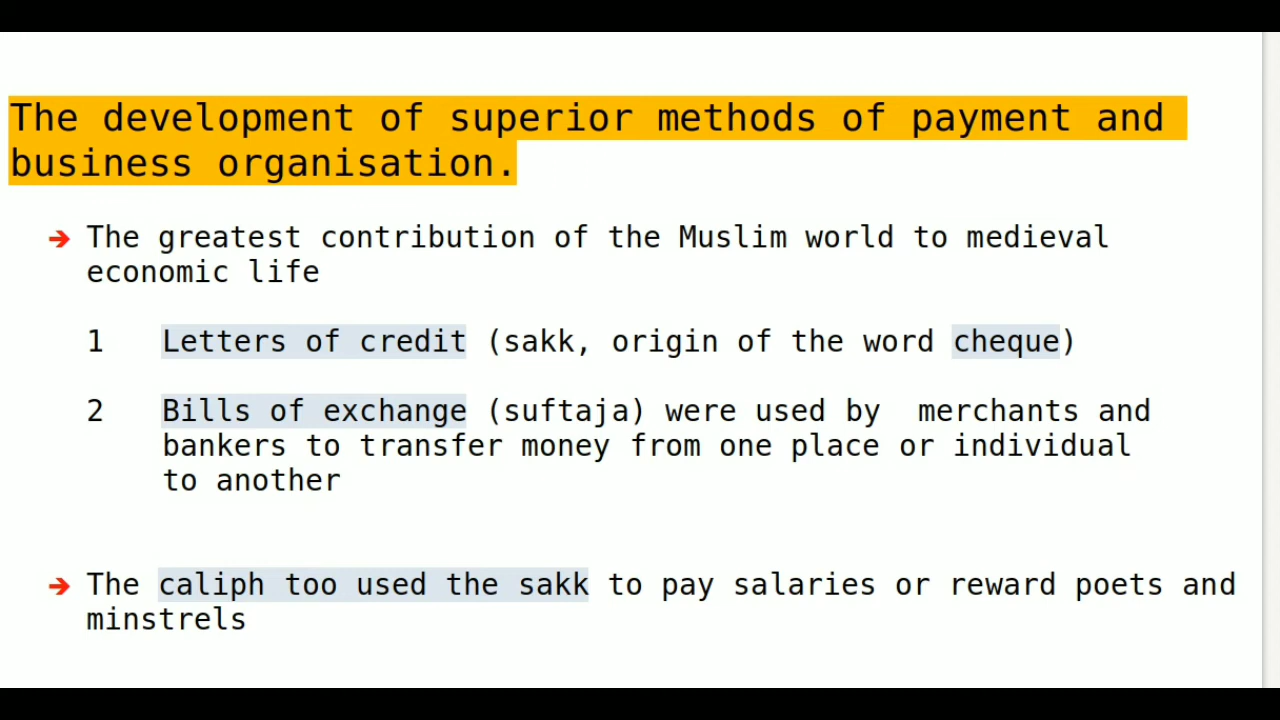 The development of superior methods of payment and
business organisation.
➔ The greatest contribution of the Muslim world to medieval
economic life
1 Letters of credit (sakk, origin of the word cheque)
2 Bills of exchange (suftaja) were used by  merchants and
bankers to transfer money from one place or individual
to another
➔ The caliph too used the sakk to pay salaries or reward poets and
minstrels